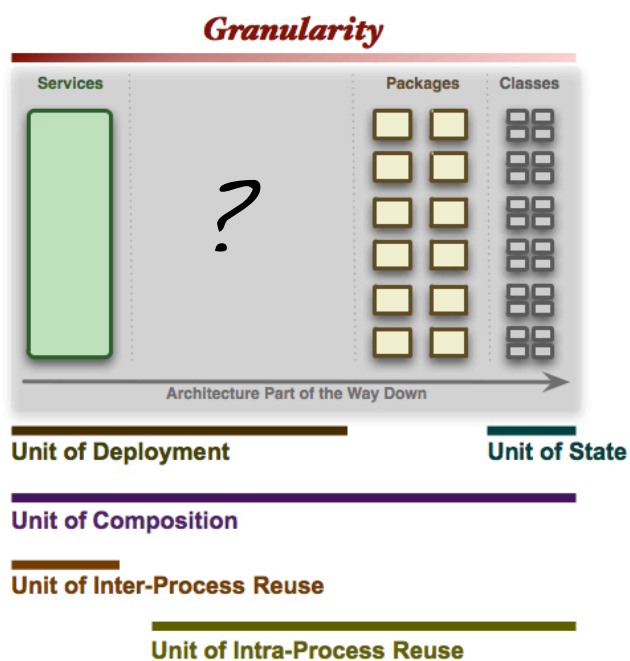 Granularity
Services
Packages
Classes
?
Architecture Part of the Way Down
Unit of Deployment
Unit of State
Unit of Composition
Unit of Inter-Process Reuse
Unit of Intra-Process Reuse